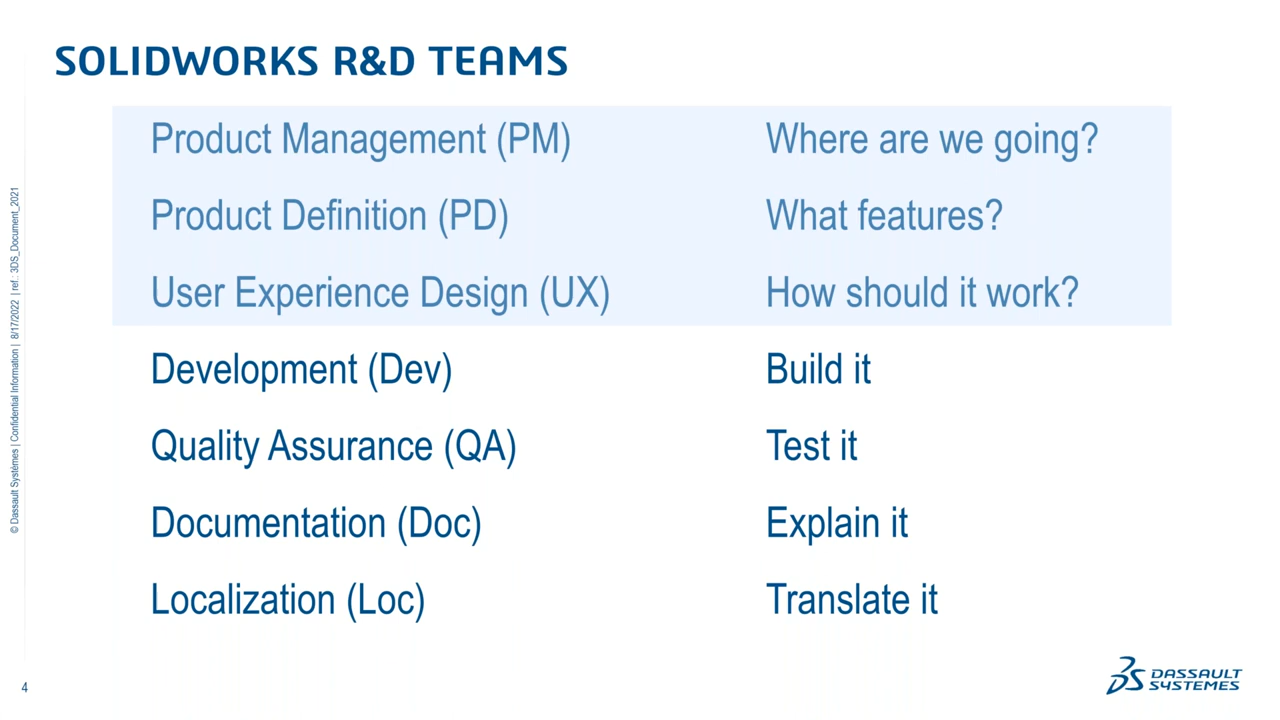 SOLIDWORKS R&D TEAMS
Product Management (PM) Where are we going?
Product Definition (PD) What features?
User Experience Design (UX) How should it work?
Development (Dev) Build it
Quality Assurance (QA) Test it
Documentation (Doc) Explain it
Localization (Loc) Translate it
© Dassault Systèmes | Confidential Information | 8/17/2022 | ref.: 3DS_Document_2021
4
3DS DASSAULT
SYSTEMES